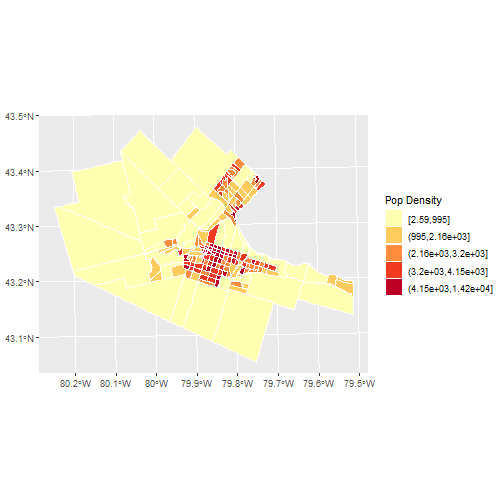 43.5°N
43.4°N
43.3°N
43.2°N
43.1°N
80.2°W 80.1°W 80°W 79.9°W 79.8°W 79.7°W 79.6°W 79.5°W
Pop Density
[2.59,995]
(995,2.16e+03]
(2.16e+03,3.2e+03]
(3.2e+03,4.15e+03]
(4.15e+03,1.42e+04]